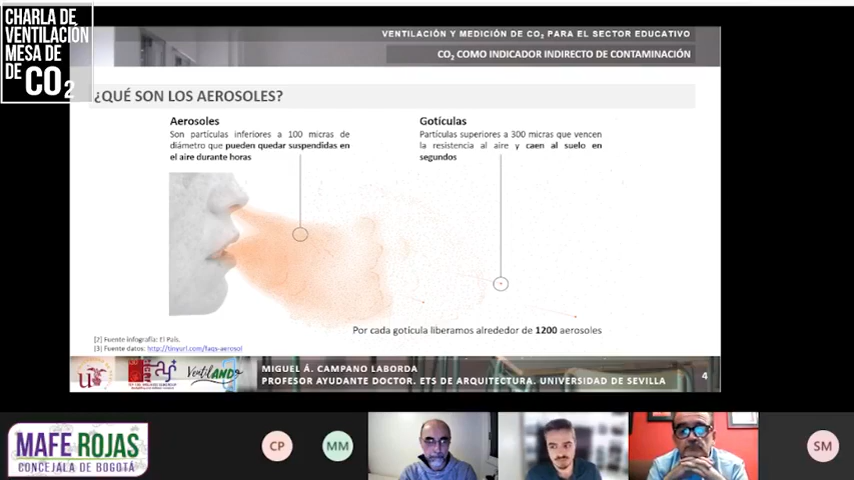 CHARLA DE
VENTILACIÓN
MESA DE
DE CO2
VENTILACIÓN Y MEDICIÓN DE CO2 PARA EL SECTOR EDUCATIVO
CO2 COMO INDICADOR INDIRECTO DE CONTAMINACIÓN
¿QUÉ SON LOS AEROSOLES?
Aerosoles
Son partículas inferiores a 100 micras de
diámetro que pueden quedar suspendidas en
el aire durante horas
Gotículas
Partículas superiores a 300 micras que vencen
la resistencia al aire y caen al suelo en
segundos
Por cada gotícula liberamos alrededor de 1200 aerosoles
[2] Fuente infografía: El País.
[3] Fuente datos: http://tinyurl.com/faqs-aerosol
VentilANDO
MIGUEL Á. CAMPANO LABORDA
PROFESOR AYUDANTE DOCTOR. ETS DE ARQUITECTURA. UNIVERSIDAD DE SEVILLA
4
MAFE ROJAS
CONCEJALA DE BOGOTÁ
CP
MM
SM